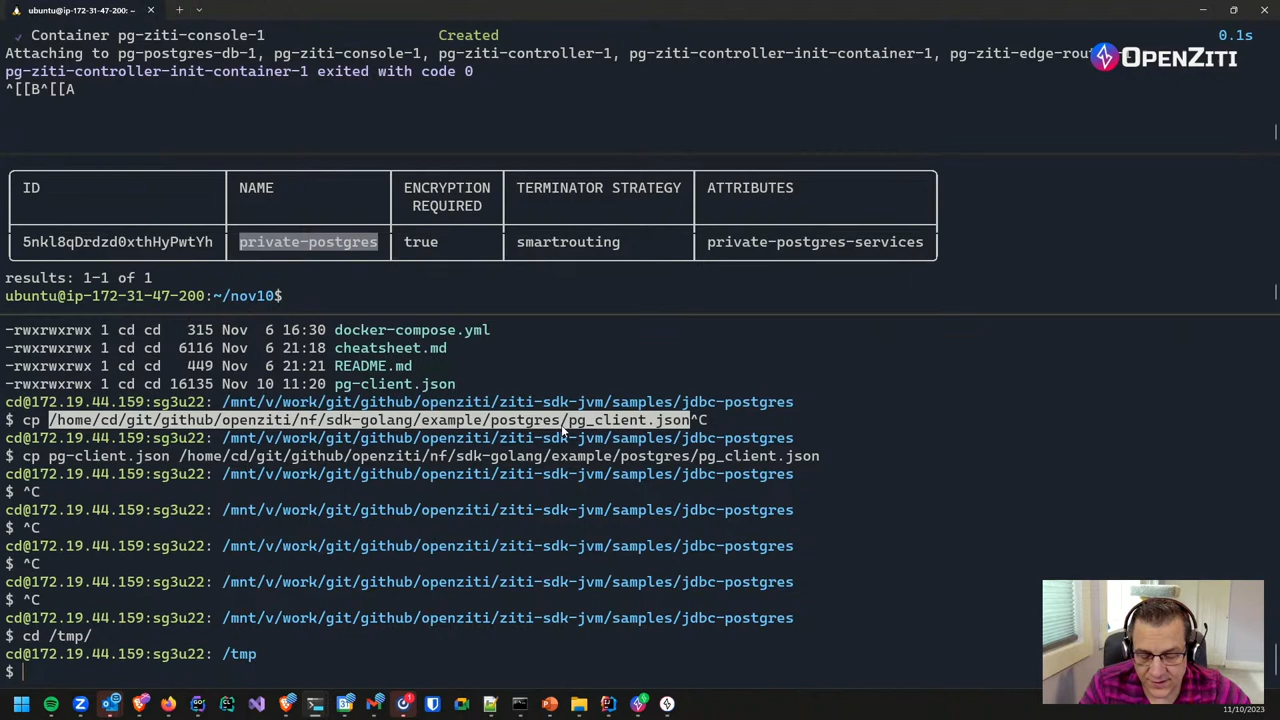 ubuntu@ip-172-31-47-200: ~
✓ Container pg-ziti-console-1 Created 0.1s
Attaching to pg-postgres-db-1, pg-ziti-console-1, pg-ziti-controller-1, pg-ziti-controller-init-container-1, pg-ziti-edge-rou
OPENZITI
pg-ziti-controller-init-container-1 exited with code 0
^[[B^[[A
ID NAME ENCRYPTION REQUIRED TERMINATOR STRATEGY ATTRIBUTES
5nkl8qDrdzd0xthHyPwtYh private-postgres true smartrouting private-postgres-services
results: 1-1 of 1
ubuntu@ip-172-31-47-200:~/nov10$
-rwxrwxrwx 1 cd cd 315 Nov 6 16:30 docker-compose.yml
-rwxrwxrwx 1 cd cd 6116 Nov 6 21:18 cheatsheet.md
-rwxrwxrwx 1 cd cd 449 Nov 6 21:21 README.md
-rwxrwxrwx 1 cd cd 16135 Nov 10 11:20 pg-client.json
cd@172.19.44.159:sg3u22: /mnt/v/work/git/github/openziti/ziti-sdk-jvm/samples/jdbc-postgres
$ cp /home/cd/git/github/openziti/nf/sdk-golang/example/postgres/pg_client.json^C
cd@172.19.44.159:sg3u22: /mnt/v/work/git/github/openziti/ziti-sdk-jvm/samples/jdbc-postgres
$ cp pg-client.json /home/cd/git/github/openziti/nf/sdk-golang/example/postgres/pg_client.json
cd@172.19.44.159:sg3u22: /mnt/v/work/git/github/openziti/ziti-sdk-jvm/samples/jdbc-postgres
$ ^C
cd@172.19.44.159:sg3u22: /mnt/v/work/git/github/openziti/ziti-sdk-jvm/samples/jdbc-postgres
$ ^C
cd@172.19.44.159:sg3u22: /mnt/v/work/git/github/openziti/ziti-sdk-jvm/samples/jdbc-postgres
$ ^C
cd@172.19.44.159:sg3u22: /mnt/v/work/git/github/openziti/ziti-sdk-jvm/samples/jdbc-postgres
$ ^C
cd@172.19.44.159:sg3u22: /mnt/v/work/git/github/openziti/ziti-sdk-jvm/samples/jdbc-postgres
$ cd /tmp/
cd@172.19.44.159:sg3u22: /tmp
$
11/10/2023